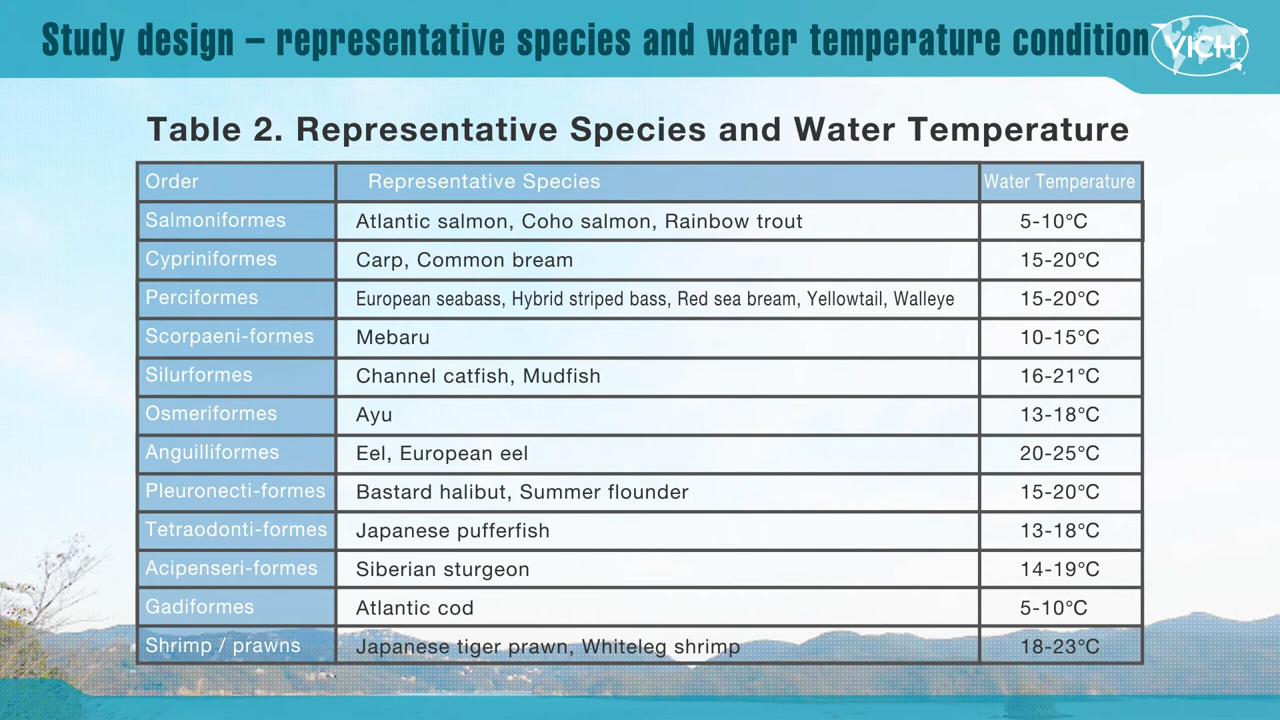 Study design – representative species and water temperature condition
VICH
Table 2. Representative Species and Water Temperature
Order Representative Species Water Temperature
Salmoniformes Atlantic salmon, Coho salmon, Rainbow trout 5-10°C
Cypriniformes Carp, Common bream 15-20°C
Perciformes European seabass, Hybrid striped bass, Red sea bream, Yellowtail, Walleye 15-20°C
Scorpaeni-formes Mebaru 10-15°C
Silurformes Channel catfish, Mudfish 16-21°C
Osmeriformes Ayu 13-18°C
Anguilliformes Eel, European eel 20-25°C
Pleuronecti-formes Bastard halibut, Summer flounder 15-20°C
Tetraodonti-formes Japanese pufferfish 13-18°C
Acipenseri-formes Siberian sturgeon 14-19°C
Gadiformes Atlantic cod 5-10°C
Shrimp / prawns Japanese tiger prawn, Whiteleg shrimp 18-23°C